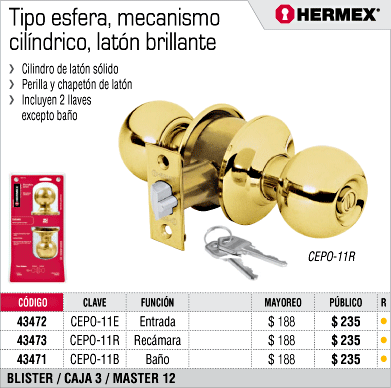 Tipo esfera, mecanismo
cilíndrico, latón brillante
HERMEX®
Cilindro de latón sólido
Perilla y chapetón de latón
Incluyen 2 llaves
excepto baño
CEPO-11R
CÓDIGO CLAVE FUNCIÓN MAYOREO PÚBLICO R
43472 CEPO-11E Entrada $ 188 $ 235
43473 CEPO-11R Recámara $ 188 $ 235
43471 CEPO-11B Baño $ 188 $ 235
BLISTER / CAJA 3 / MASTER 12